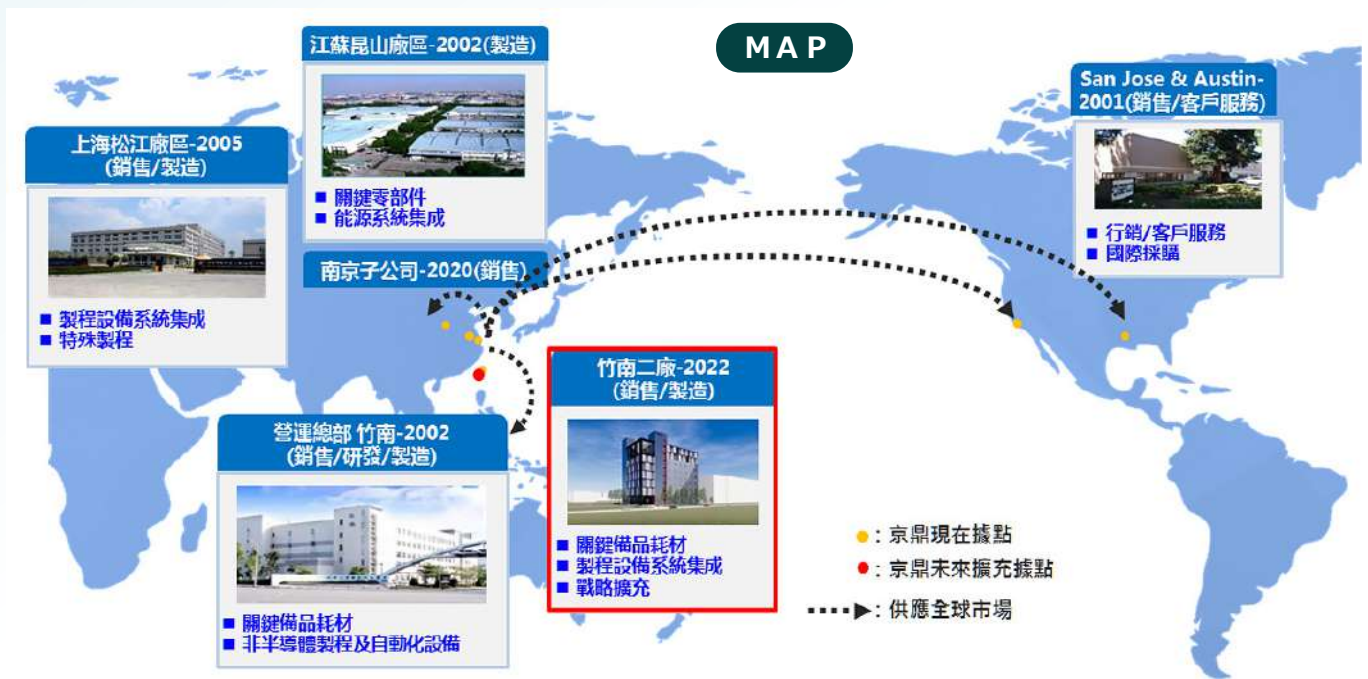 MAP
江蘇昆山廠區-2002(製造)
■ 關鍵零部件
■ 能源系統集成
San Jose & Austin-
2001(銷售/客戶服務)
■ 行銷/客戶服務
■ 國際採購
上海松江廠區-2005
(銷售/製造)
■ 製程設備系統集成
■ 特殊製程
南京子公司-2020(銷售)
竹南二廠-2022
(銷售/製造)
■ 關鍵備品耗材
■ 製程設備系統集成
■ 戰略擴充
營運總部 竹南-2002
(銷售/研發/製造)
■ 關鍵備品耗材
■ 非半導體製程及自動化設備
：京鼎現在據點
：京鼎未來擴充據點
：供應全球市場